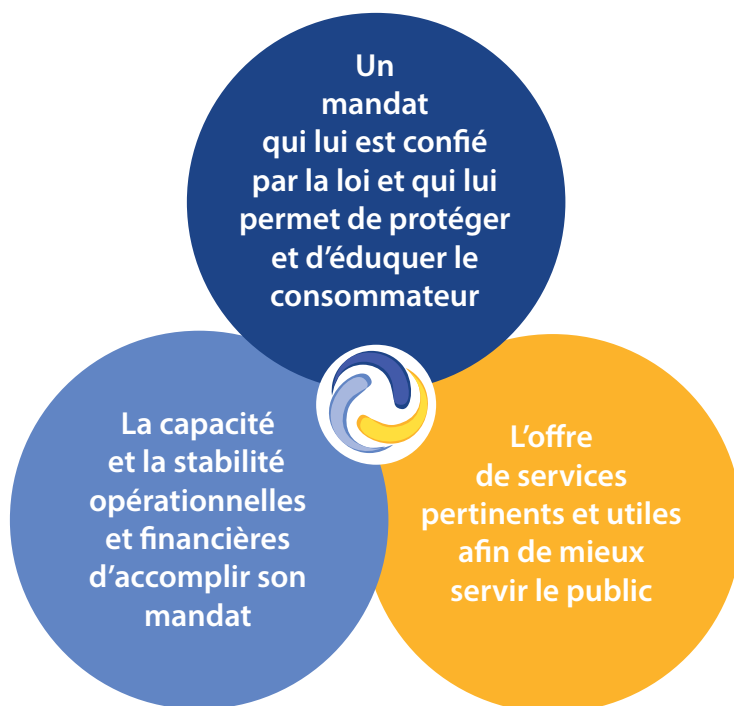 Un
mandat
qui lui est confié
par la loi et qui lui
permet de protéger
et d’éduquer le
consommateur
La capacité
et la stabilité
opérationnelles
et financières
d’accomplir son
mandat
L’offre
de services
pertinents et utiles
afin de mieux
servir le public